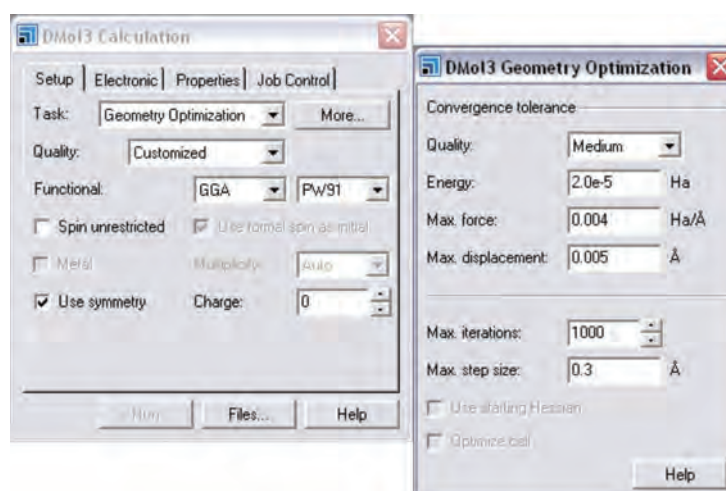 DMol3 Calculation
Setup Electronic Properties Job Control
Task: Geometry Optimization More...
Quality: Customized
Functional: GGA PW91
Spin unrestricted Use formal spin as initial
Metal Multiplicity: Auto
Use symmetry Charge: 0
Run Files... Help
DMol3 Geometry Optimization
Convergence tolerance
Quality: Medium
Energy: 2.0e-5 Ha
Max. force: 0.004 Ha/Å
Max. displacement: 0.005 Å
Max. iterations: 1000
Max. step size: 0.3 Å
Use starting Hessian
Optimize cell
Help